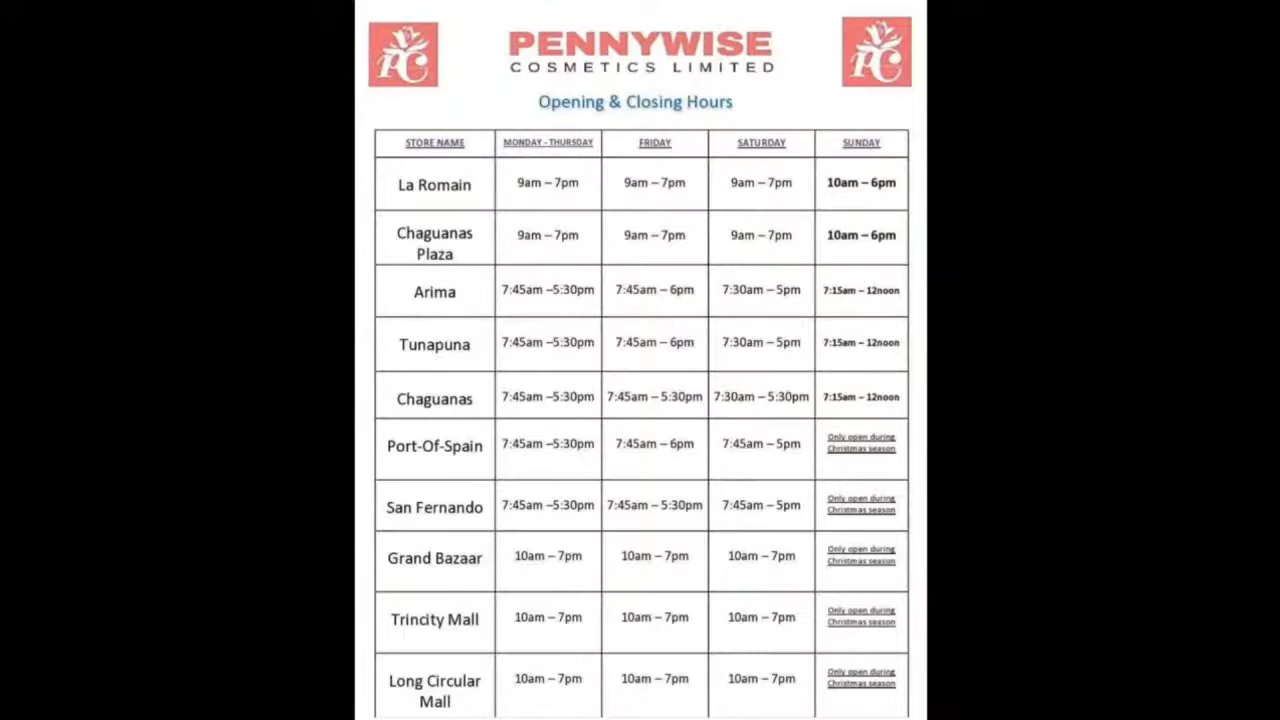 PC
PENNYWISE
COSMETICS LIMITED
PC
Opening & Closing Hours
STORE NAME MONDAY - THURSDAY FRIDAY SATURDAY SUNDAY
La Romain 9am – 7pm 9am – 7pm 9am – 7pm 10am – 6pm
Chaguanas
Plaza 9am – 7pm 9am – 7pm 9am – 7pm 10am – 6pm
Arima 7:45am –5:30pm 7:45am – 6pm 7:30am – 5pm 7:15am – 12noon
Tunapuna 7:45am –5:30pm 7:45am – 6pm 7:30am – 5pm 7:15am – 12noon
Chaguanas 7:45am –5:30pm 7:45am – 5:30pm 7:30am – 5:30pm 7:15am – 12noon
Port-Of-Spain 7:45am –5:30pm 7:45am – 6pm 7:45am – 5pm Only open during
Christmas season
San Fernando 7:45am –5:30pm 7:45am – 5:30pm 7:45am – 5pm Only open during
Christmas season
Grand Bazaar 10am – 7pm 10am – 7pm 10am – 7pm Only open during
Christmas season
Trincity Mall 10am – 7pm 10am – 7pm 10am – 7pm Only open during
Christmas season
Long Circular
Mall 10am – 7pm 10am – 7pm 10am – 7pm Only open during
Christmas season